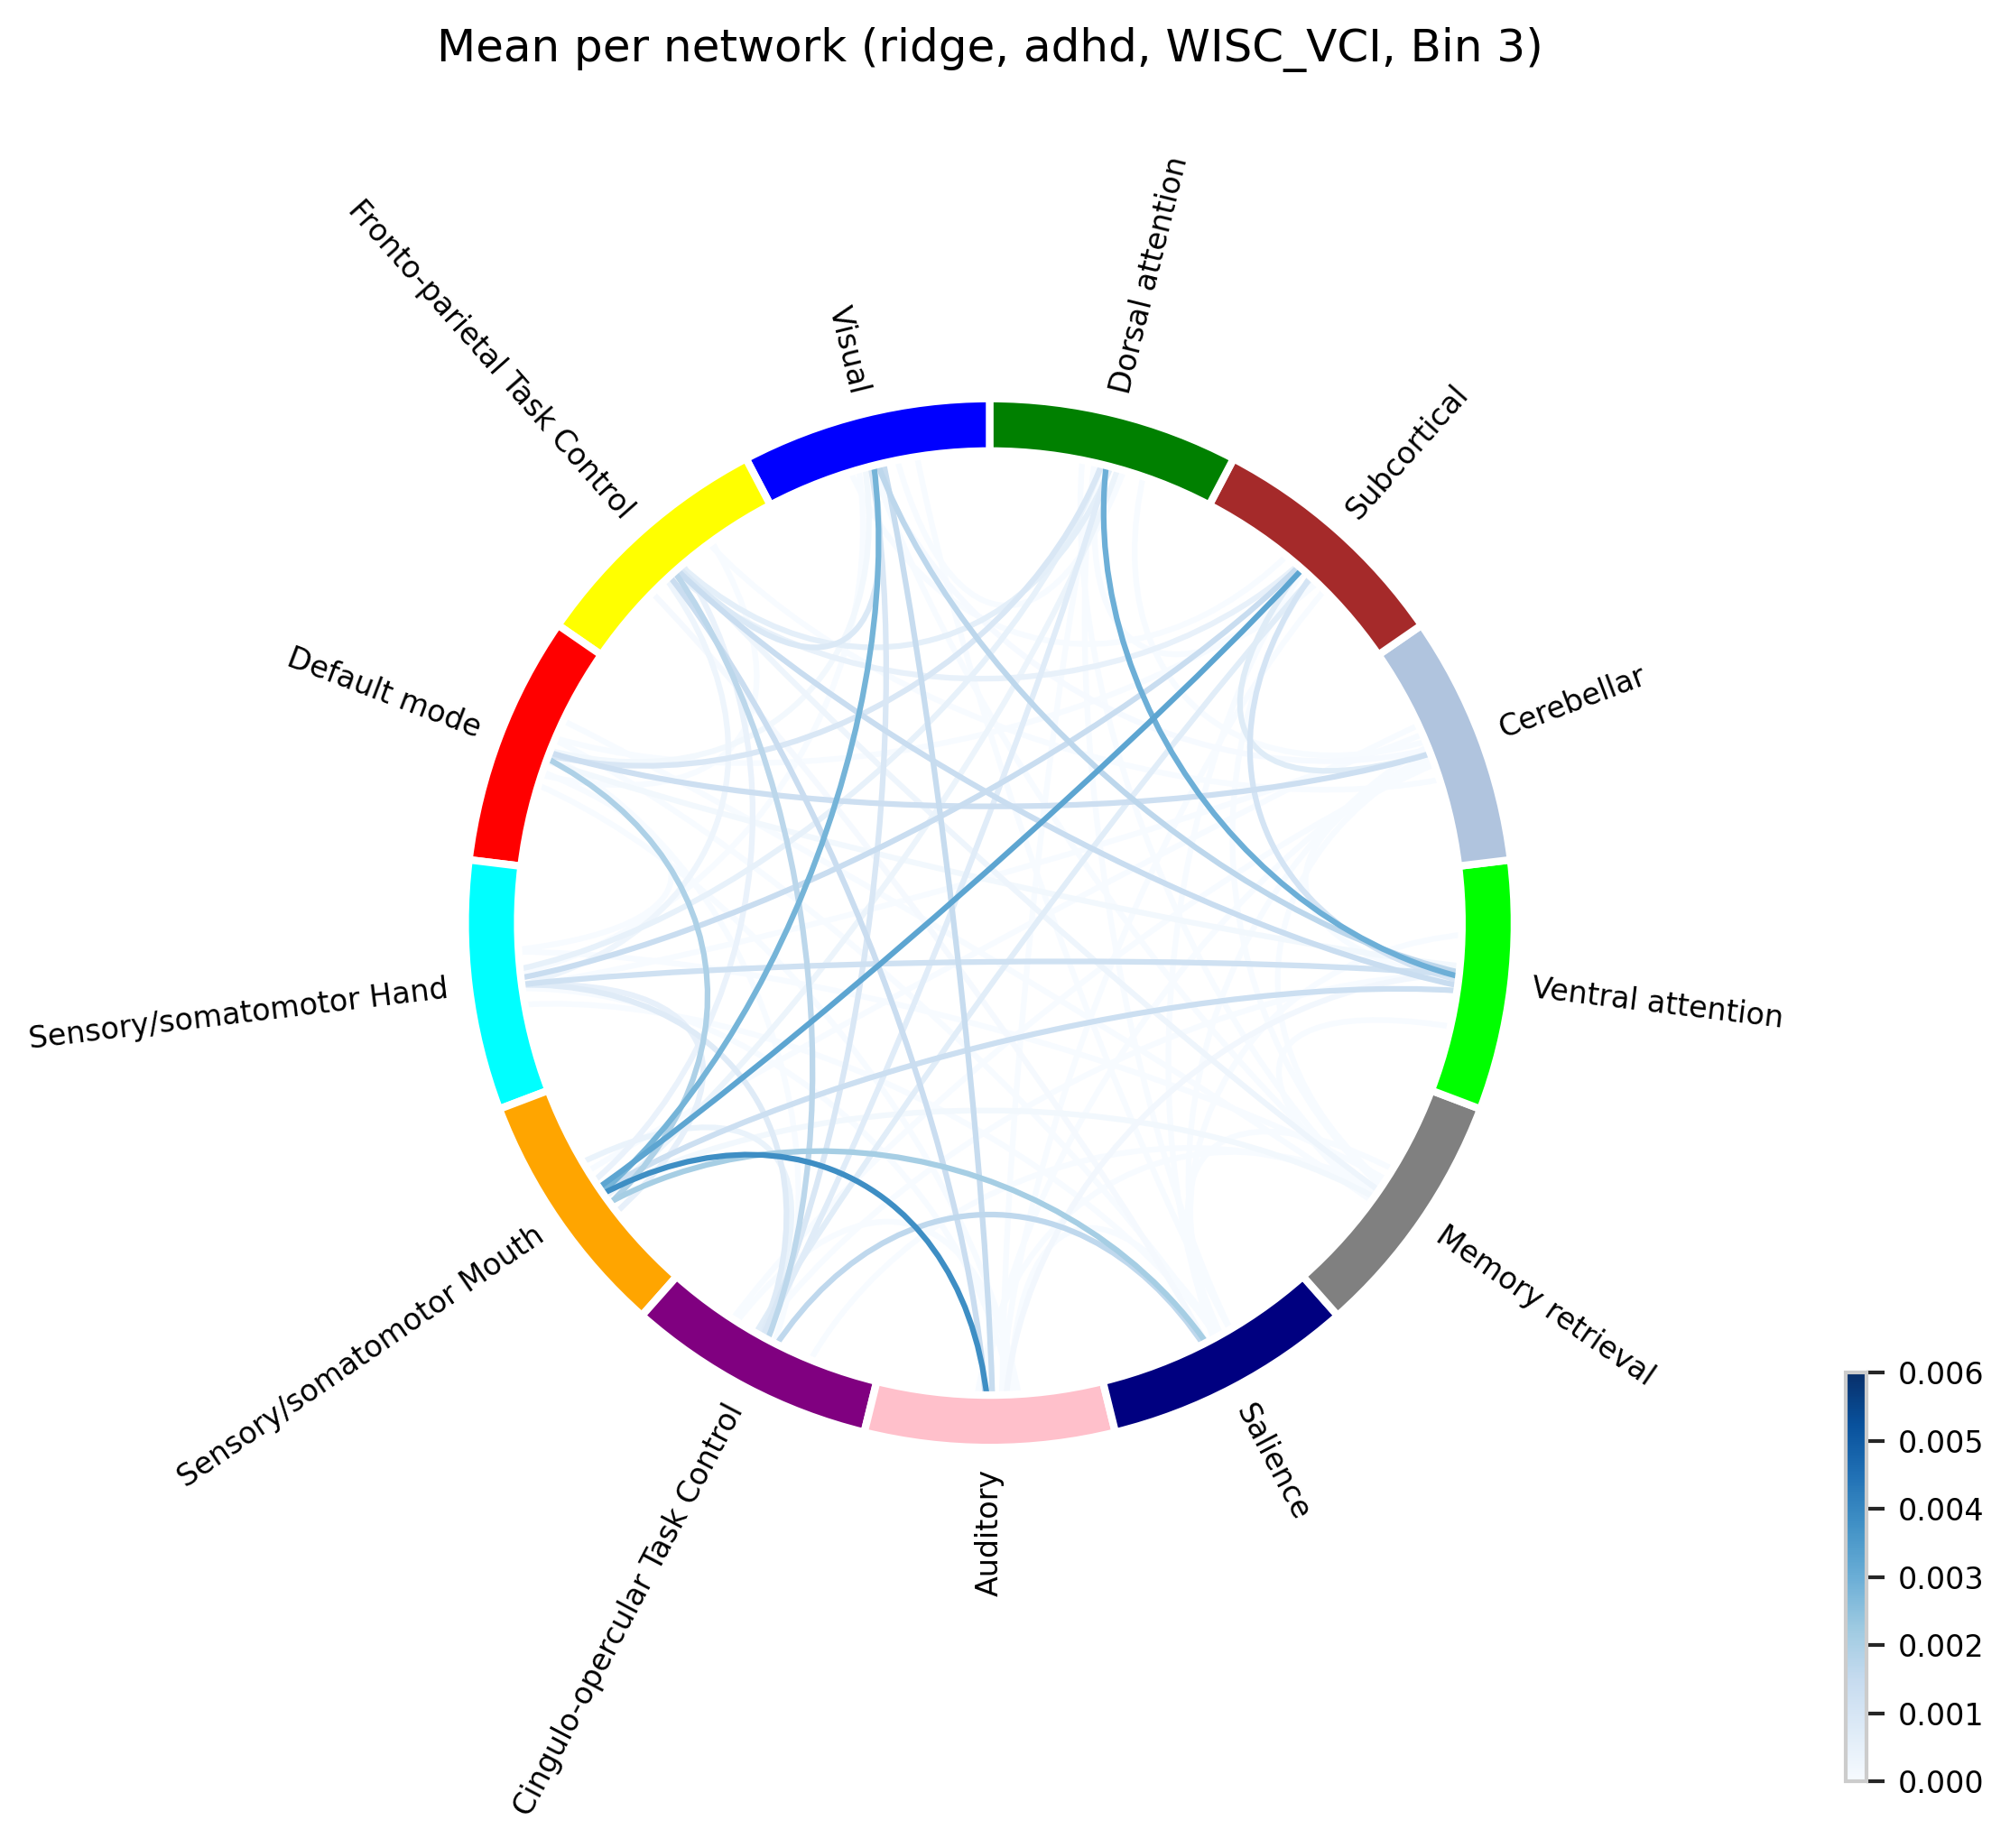 Mean per network (ridge, adhd, WISC_VCI, Bin 3)
Dorsal attention
Visual
Fronto-parietal Task Control
Subcortical
Default mode
Cerebellar
Sensory/somatomotor Hand
Ventral attention
Sensory/somatomotor Mouth
Memory retrieval
Cingulo-opercular Task Control
Auditory
Salience
0.006
0.005
0.004
0.003
0.002
0.001
0.000